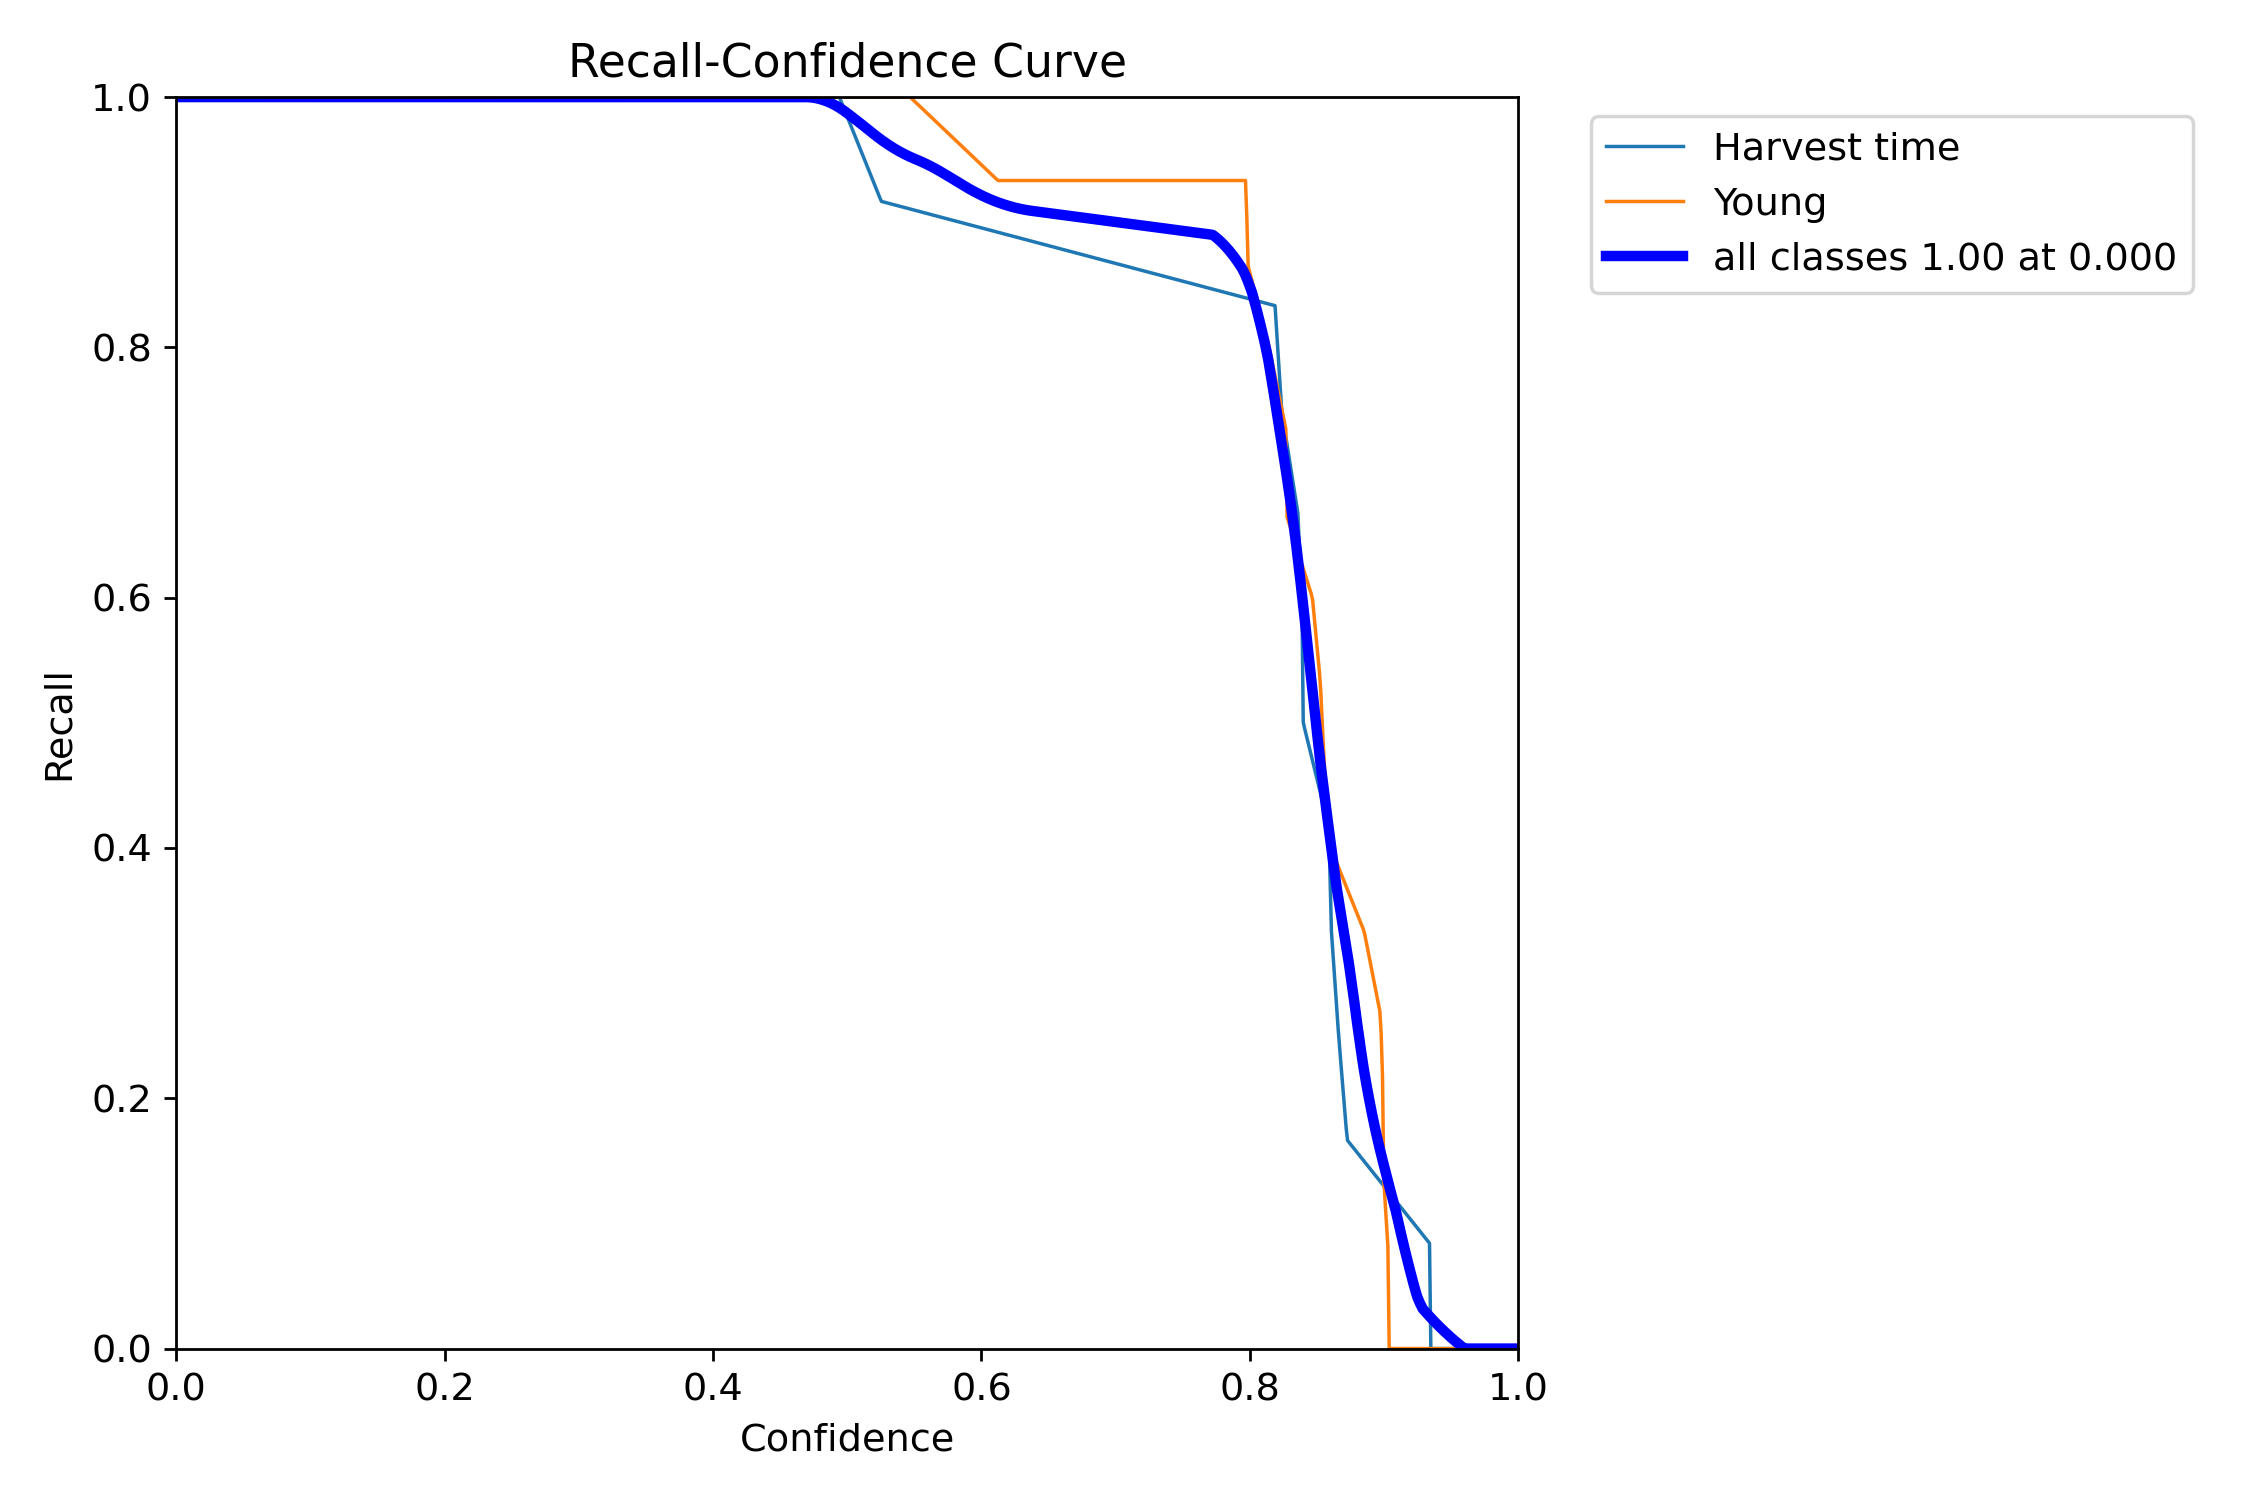 Recall-Confidence Curve
1.0
0.8
0.6
0.4
0.2
0.0
Recall
0.0 0.2 0.4 0.6 0.8 1.0
Confidence
Harvest time
Young
all classes 1.00 at 0.000